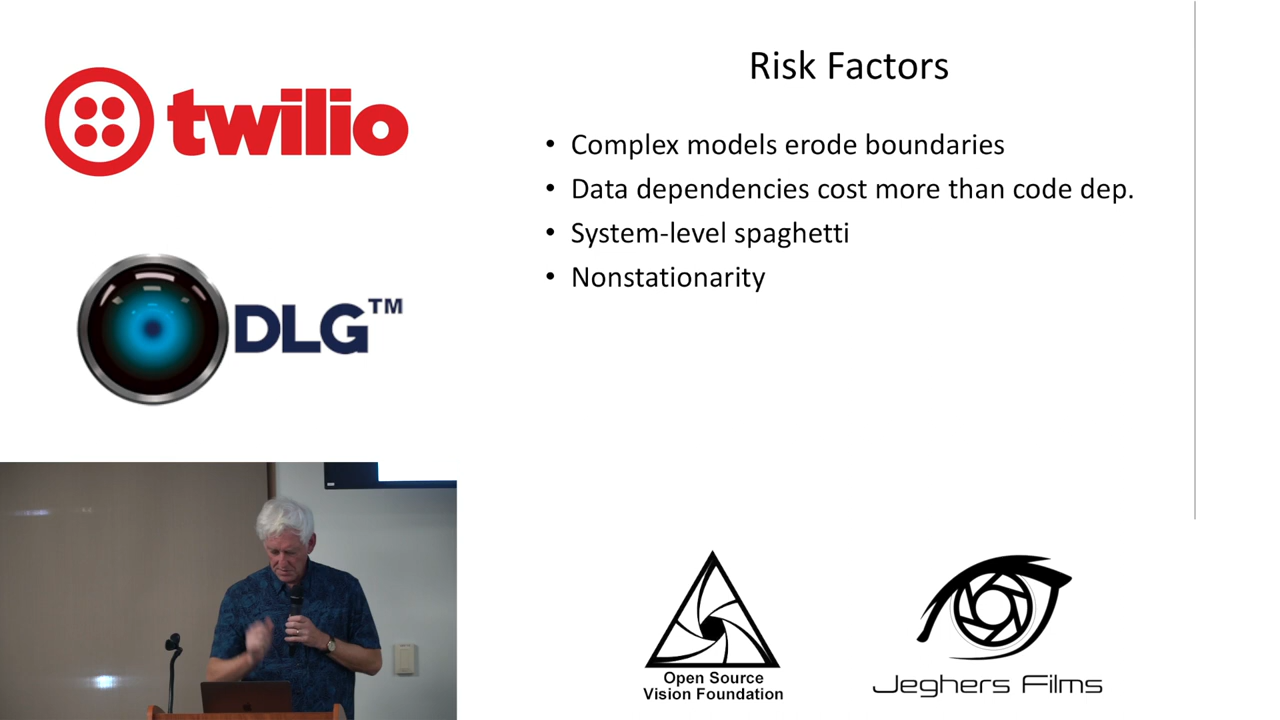 twilio
DLG™
Risk Factors
• Complex models erode boundaries
• Data dependencies cost more than code dep.
• System-level spaghetti
• Nonstationarity
Open Source
Vision Foundation
Jeghers Films